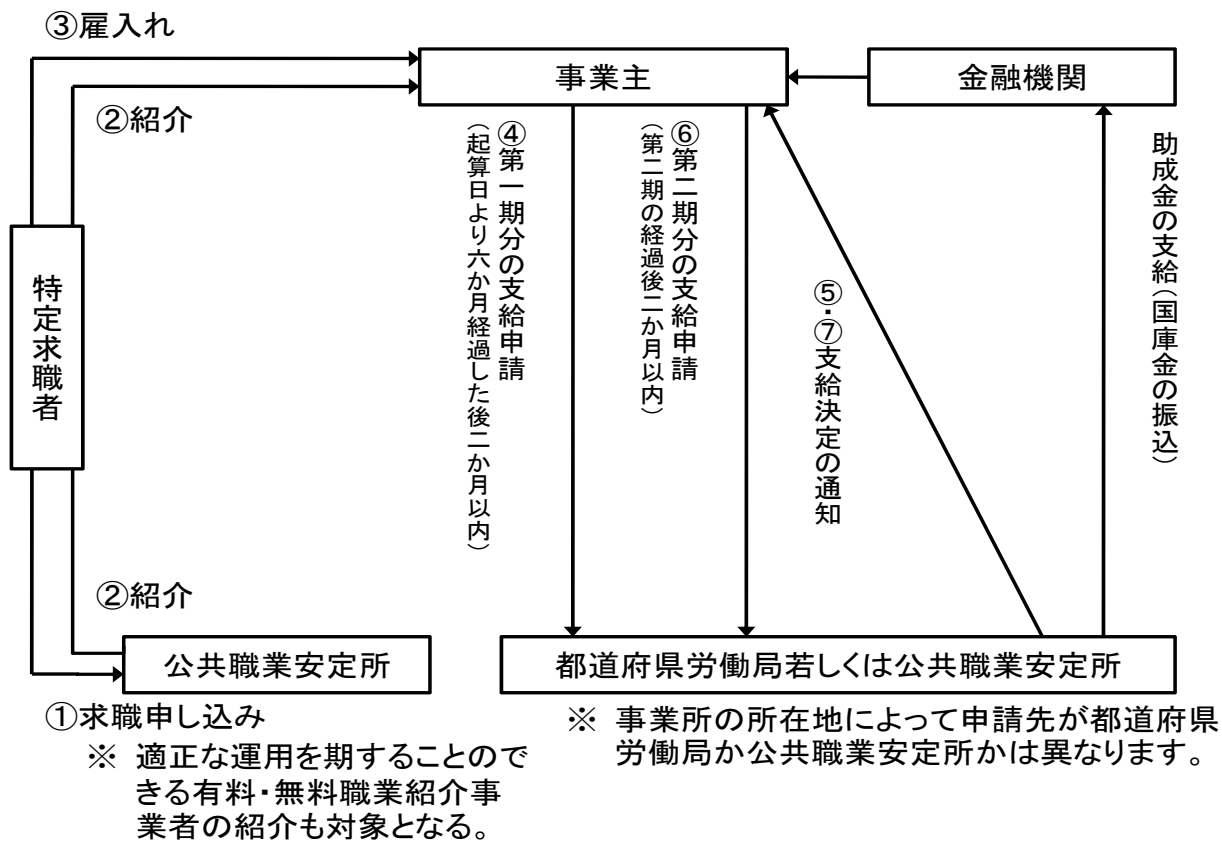 ③雇入れ
事業主
金融機関
②紹介
④第一期分の支給申請
（起算日より六か月経過した後二か月以内）
⑥第二期分の支給申請
（第二期の経過後二か月以内）
⑤・⑦支給決定の通知
助成金の支給（国庫金の振込）
特定求職者
②紹介
公共職業安定所
都道府県労働局若しくは公共職業安定所
①求職申し込み
※ 適正な運用を期することので
きる有料・無料職業紹介事
業者の紹介も対象となる。
※ 事業所の所在地によって申請先が都道府県
労働局か公共職業安定所かは異なります。